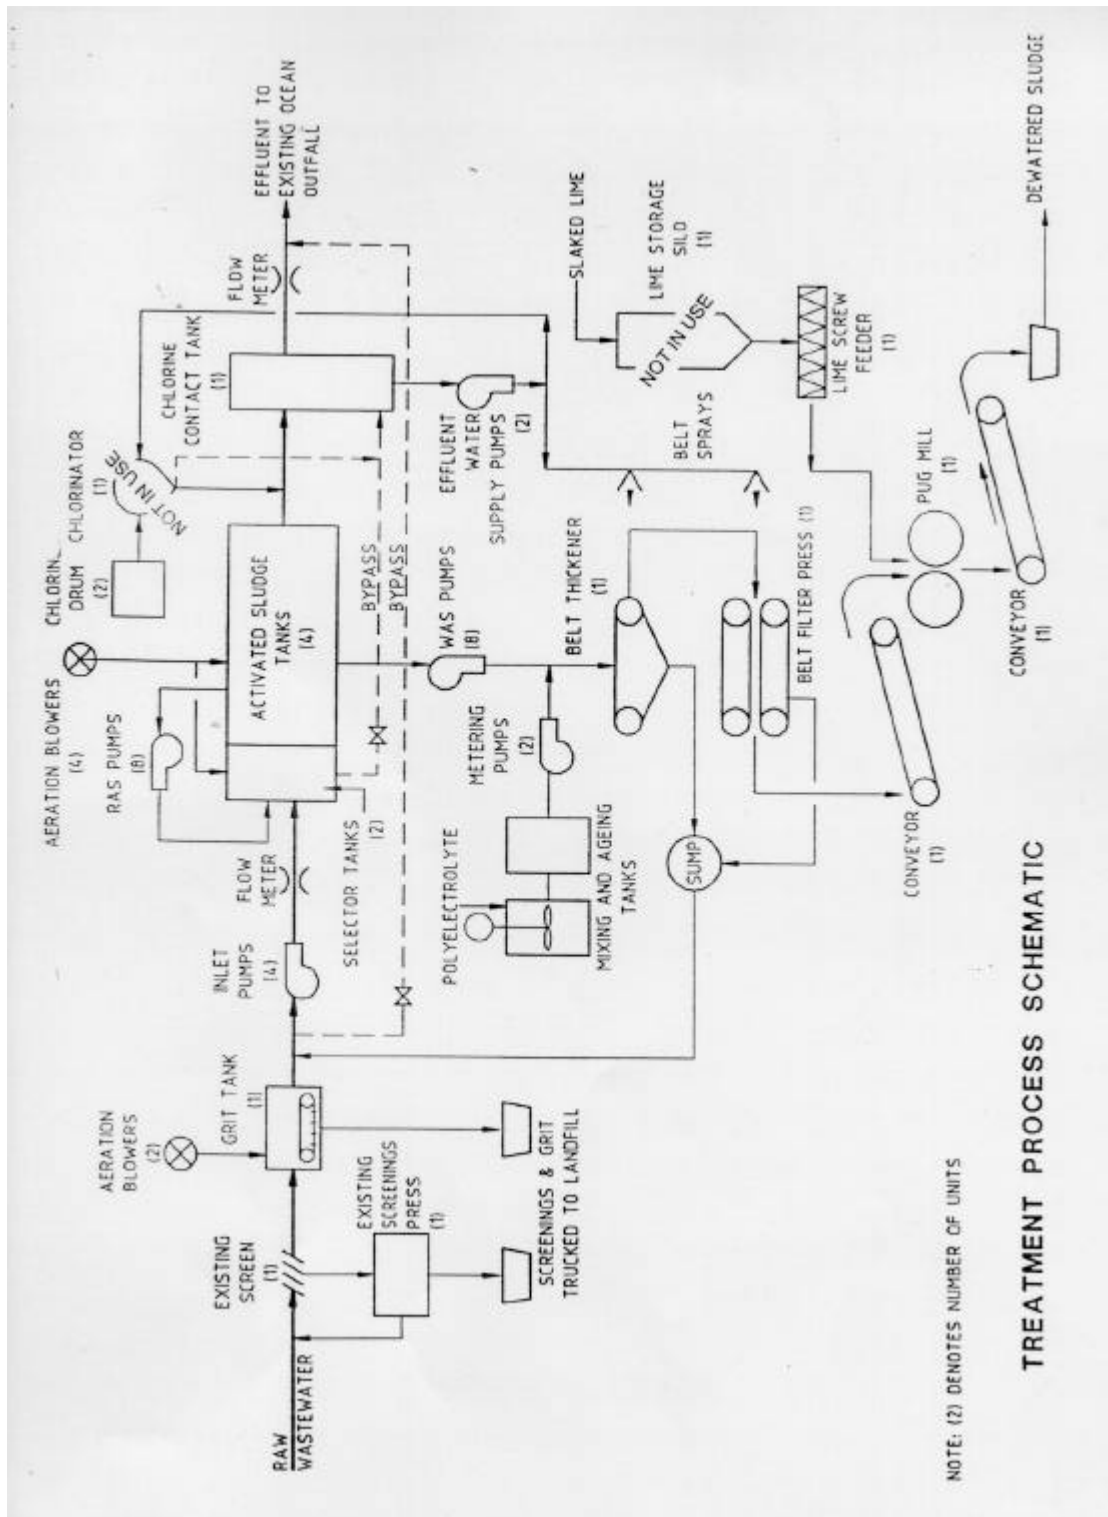 RAW
WASTEWATER
EXISTING
SCREEN
(1)
EXISTING
SCREENINGS
PRESS
(1)
SCREENINGS & GRIT
TRUCKED TO LANDFILL
AERATION
BLOWERS
(2)
GRIT TANK
(1)
INLET
PUMPS
(4)
FLOW
METER
SELECTOR TANKS
(2)
AERATION BLOWERS
(4)
RAS PUMPS
(8)
ACTIVATED SLUDGE
TANKS
(4)
BYPASS
BYPASS
DRUM
(2)
CHLORINATOR
(1)
NOT IN USE
CHLORINE
CONTACT TANK
(1)
FLOW
METER
EFFLUENT TO
EXISTING OCEAN
OUTFALL
POLYELECTROLYTE
MIXING AND AGEING
TANKS
METERING
PUMPS
(2)
WAS PUMPS
(8)
EFFLUENT
WATER
SUPPLY PUMPS
(2)
BELT THICKENER
(1)
BELT
SPRAYS
SLAKED LIME
LIME STORAGE
SILO
(1)
NOT IN USE
LIME SCREW
FEEDER
(1)
SUMP
BELT FILTER PRESS (1)
CONVEYOR
(1)
PUG MILL
(1)
CONVEYOR
(1)
DEWATERED SLUDGE
NOTE: (2) DENOTES NUMBER OF UNITS
TREATMENT PROCESS SCHEMATIC